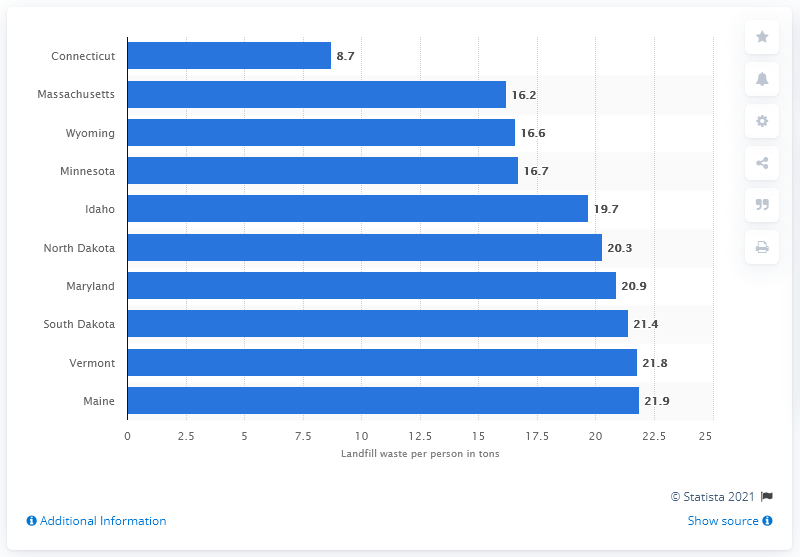 Connecticut 8.7
Massachusetts 16.2
Wyoming 16.6
Minnesota 16.7
Idaho 19.7
North Dakota 20.3
Maryland 20.9
South Dakota 21.4
Vermont 21.8
Maine 21.9
0 2.5 5 7.5 10 12.5 15 17.5 20 22.5 25
Landfill waste per person in tons
© Statista 2021
Additional Information Show source